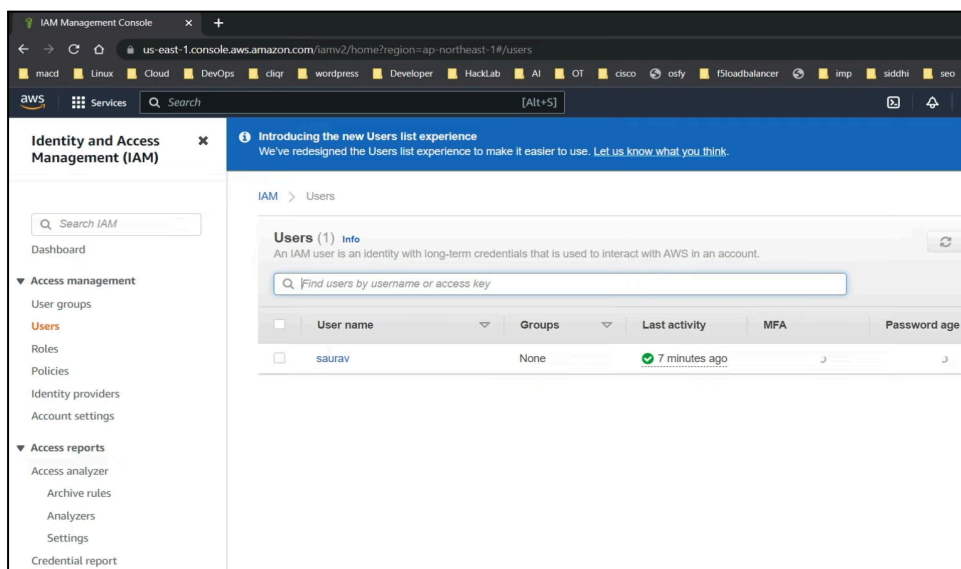 IAM Management Console
us-east-1.console.aws.amazon.com/iamv2/home?region=ap-northeast-1#/users
macd Linux Cloud DevOps cliqr wordpress Developer HackLab AI OT cisco osfy f5loadbalancer imp siddhi seo
aws Services Search [Alt+S]
Identity and Access Management (IAM)
Search IAM
Dashboard
Access management
User groups
Users
Roles
Policies
Identity providers
Account settings
Access reports
Access analyzer
Archive rules
Analyzers
Settings
Credential report
Introducing the new Users list experience
We've redesigned the Users list experience to make it easier to use. Let us know what you think.
IAM > Users
Users (1) Info
An IAM user is an identity with long-term credentials that is used to interact with AWS in an account.
Find users by username or access key
User name Groups Last activity MFA Password age
saurav None 7 minutes ago